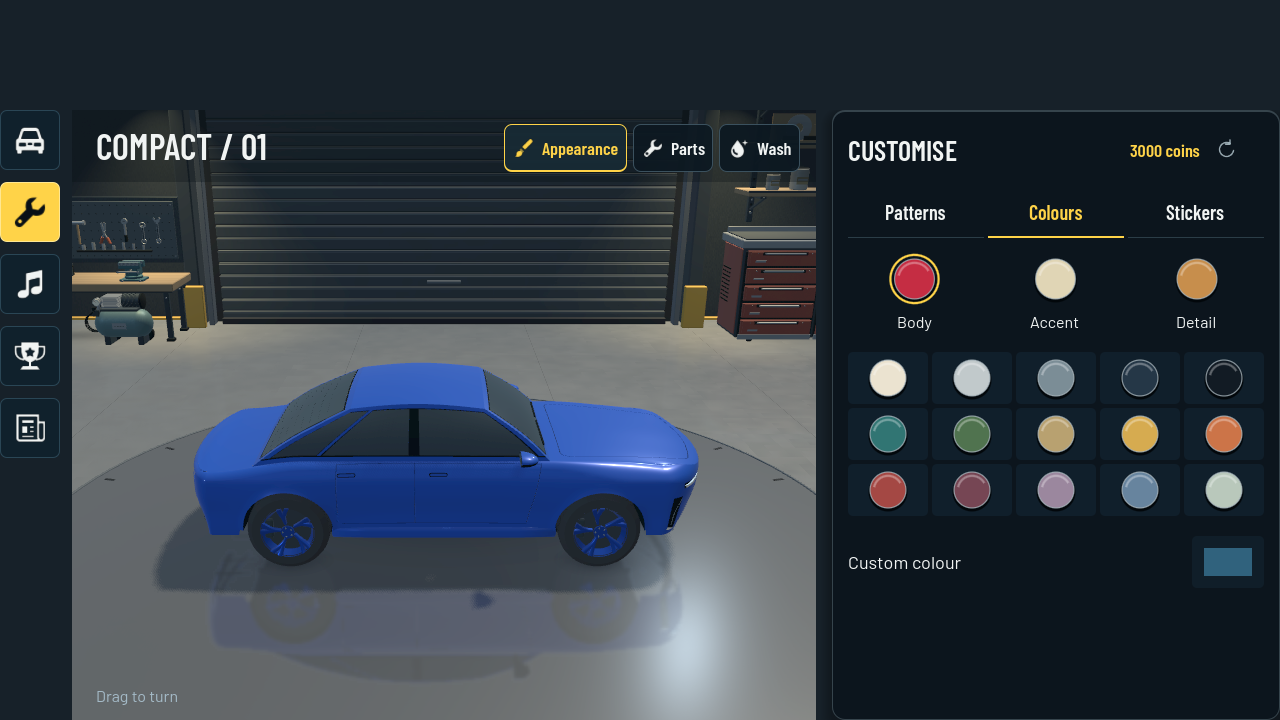 COMPACT / 01
Appearance
Parts
Wash
Drag to turn
CUSTOMISE
3000 coins
Patterns
Colours
Stickers
Body
Accent
Detail
Custom colour